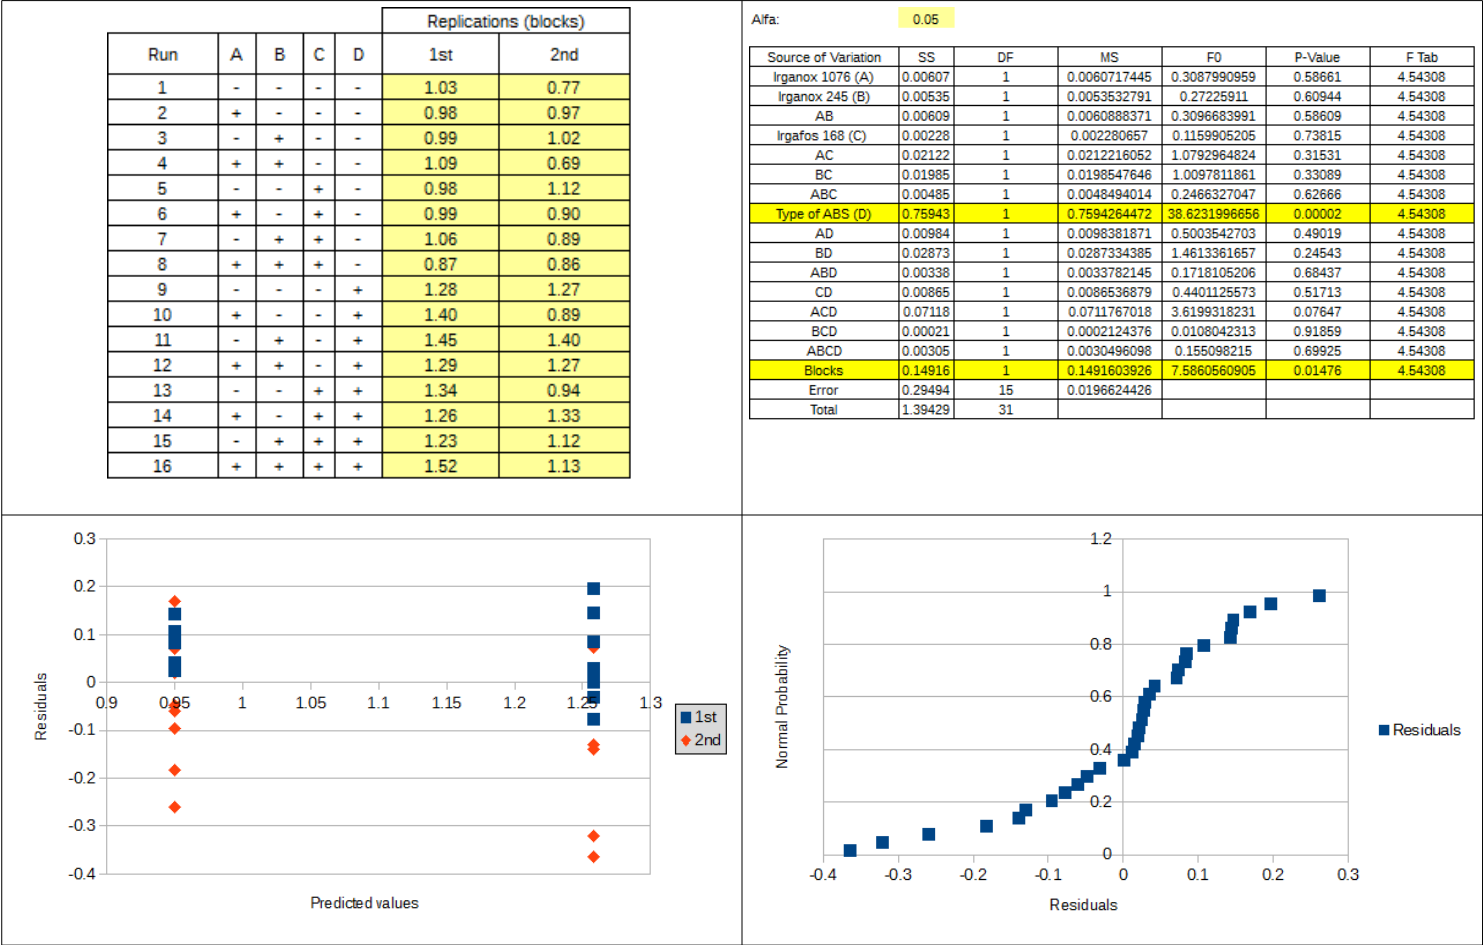 Replications (blocks)
Run A B C D 1st 2nd
1 - - - - 1.03 0.77
2 + - - - 0.98 0.97
3 - + - - 0.99 1.02
4 + + - - 1.09 0.69
5 - - + - 0.98 1.12
6 + - + - 0.99 0.90
7 - + + - 1.06 0.89
8 + + + - 0.87 0.86
9 - - - + 1.28 1.27
10 + - - + 1.40 0.89
11 - + - + 1.45 1.40
12 + + - + 1.29 1.27
13 - - + + 1.34 0.94
14 + - + + 1.26 1.33
15 - + + + 1.23 1.12
16 + + + + 1.52 1.13
Alfa: 0.05
Source of Variation SS DF MS F0 P-Value F Tab
Irganox 1076 (A) 0.00607 1 0.0060717445 0.3087990959 0.58661 4.54308
Irganox 245 (B) 0.00535 1 0.0053532791 0.27225911 0.60944 4.54308
AB 0.00609 1 0.0060888371 0.3096683991 0.58609 4.54308
Irgafos 168 (C) 0.00228 1 0.002280657 0.1159905205 0.73815 4.54308
AC 0.02122 1 0.0212216052 1.0792964824 0.31531 4.54308
BC 0.01985 1 0.0198547646 1.0097811861 0.33089 4.54308
ABC 0.00485 1 0.0048494014 0.2466327047 0.62666 4.54308
Type of ABS (D) 0.75943 1 0.7594264472 38.6231996656 0.00002 4.54308
AD 0.00984 1 0.0098381871 0.5003542703 0.49019 4.54308
BD 0.02873 1 0.0287334385 1.4613361657 0.24543 4.54308
ABD 0.00338 1 0.0033782145 0.1718105206 0.68437 4.54308
CD 0.00865 1 0.0086536879 0.4401125573 0.51713 4.54308
ACD 0.07118 1 0.0711767018 3.6199318231 0.07647 4.54308
BCD 0.00021 1 0.0002124376 0.0108042313 0.91859 4.54308
ABCD 0.00305 1 0.0030496098 0.155098215 0.69925 4.54308
Blocks 0.14916 1 0.1491603926 7.5860560905 0.01476 4.54308
Error 0.29494 15 0.0196624426
Total 1.39429 31
0.3
0.2
0.1
0
-0.1
-0.2
-0.3
-0.4
0.9 0.95 1 1.05 1.1 1.15 1.2 1.25 1.3
Residuals
Predicted values
1st
2nd
1.2
1
0.8
0.6
0.4
0.2
0
-0.4 -0.3 -0.2 -0.1 0 0.1 0.2 0.3
Normal Probability
Residuals
Residuals